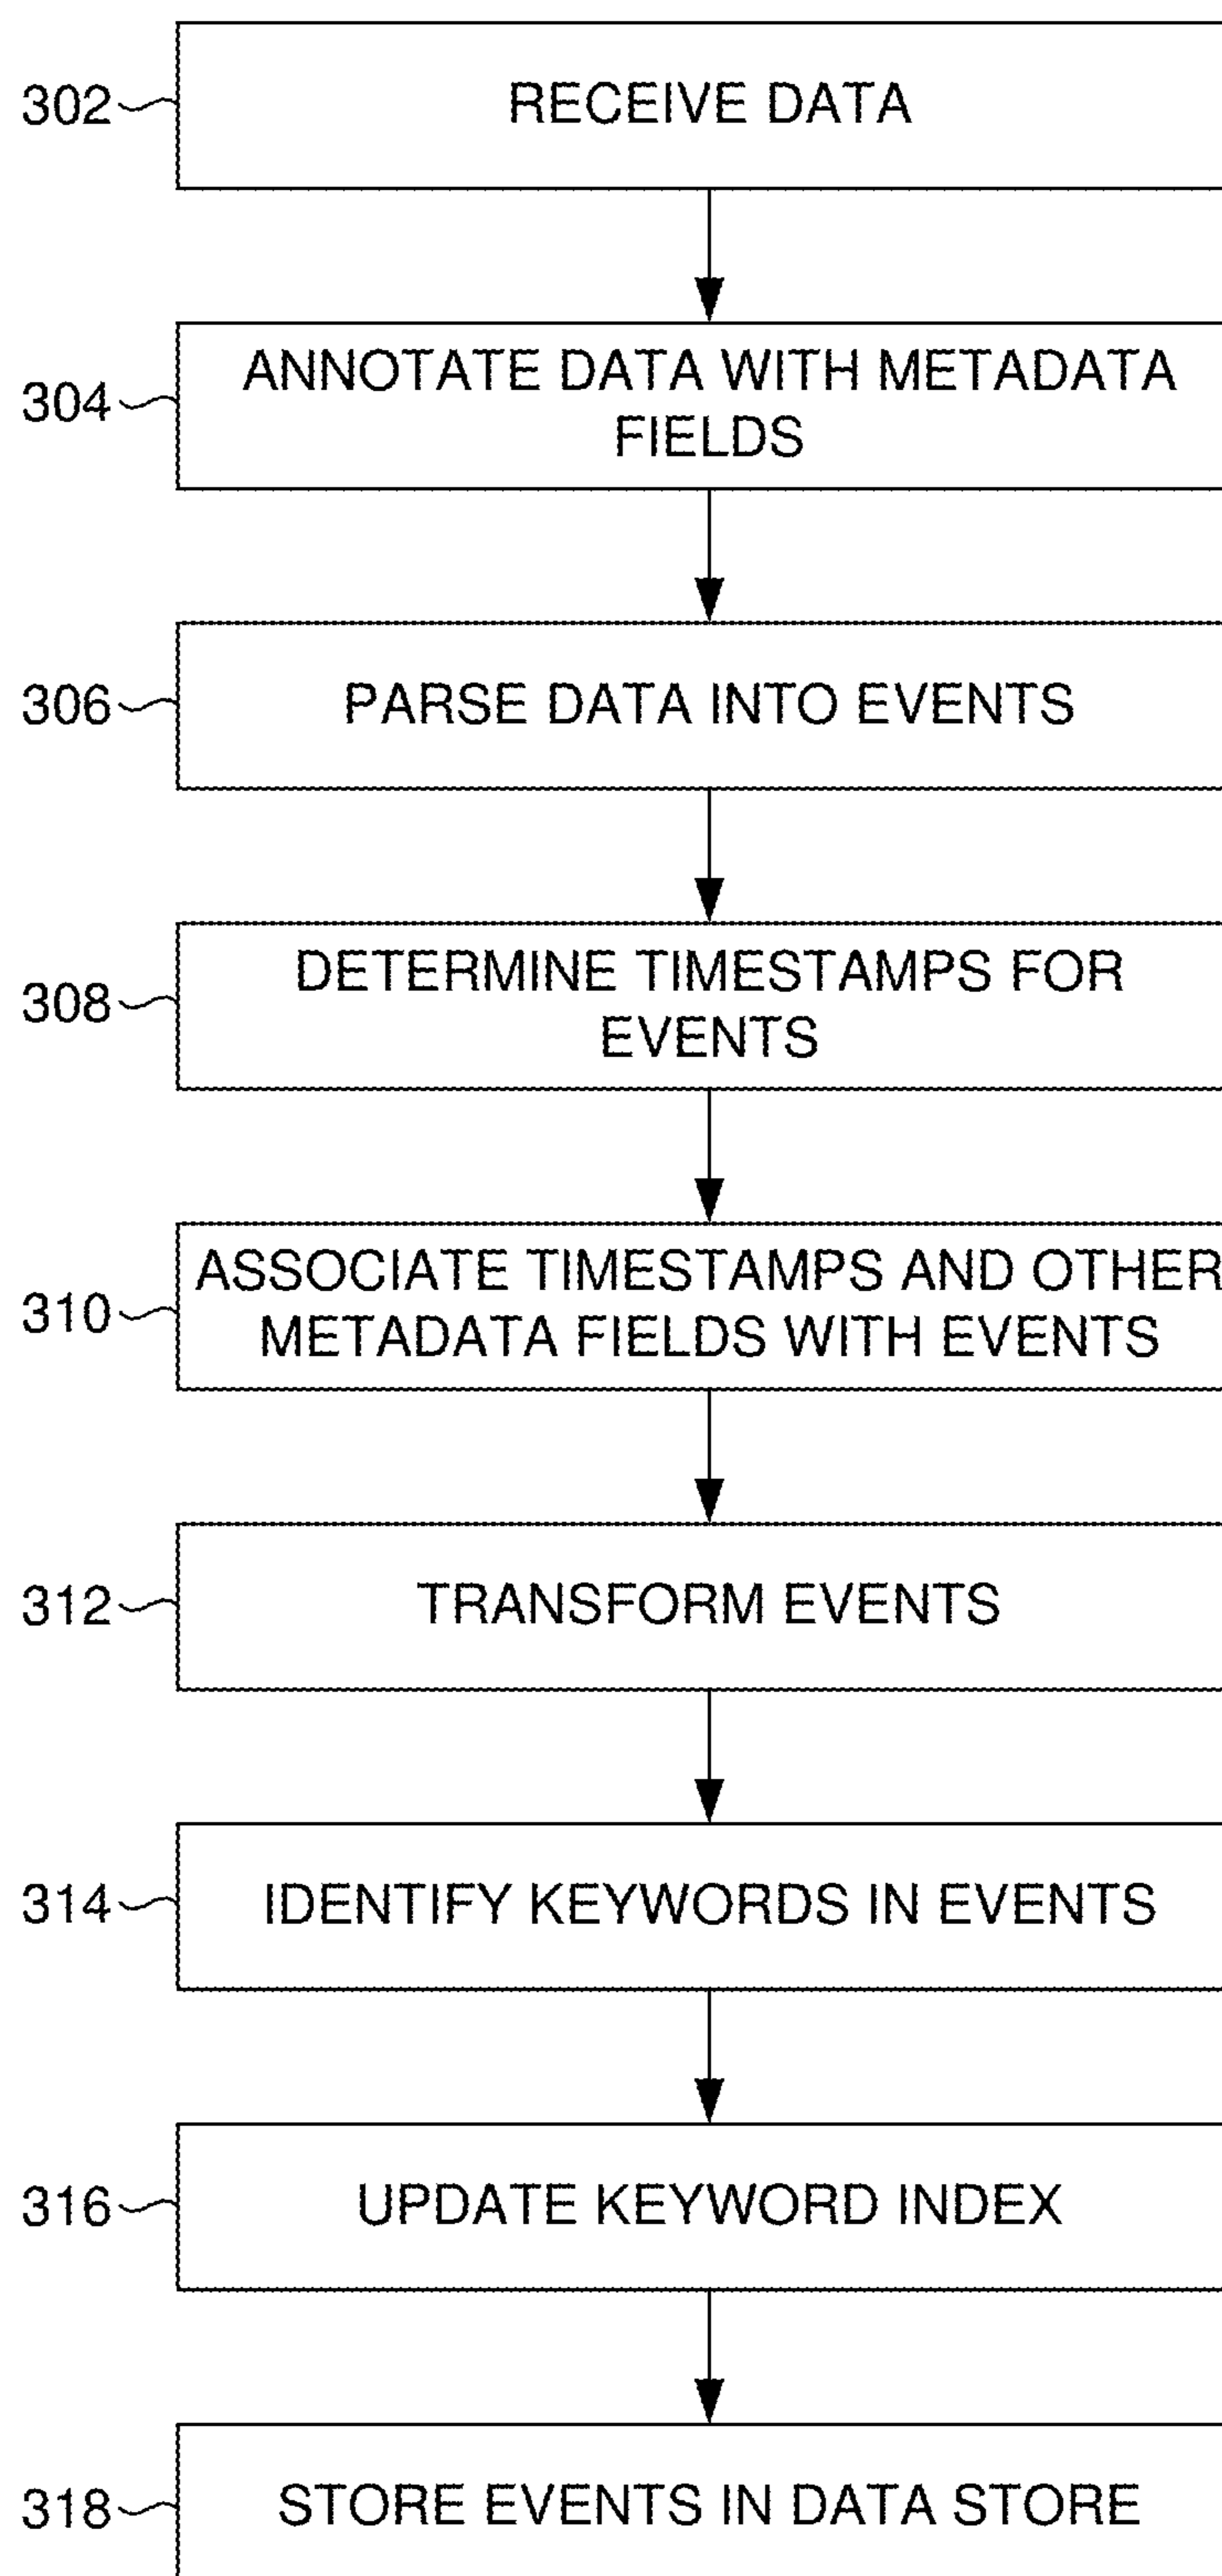 302
RECEIVE DATA
304
ANNOTATE DATA WITH METADATA
FIELDS
306
PARSE DATA INTO EVENTS
308
DETERMINE TIMESTAMPS FOR
EVENTS
310
ASSOCIATE TIMESTAMPS AND OTHER
METADATA FIELDS WITH EVENTS
312
TRANSFORM EVENTS
314
IDENTIFY KEYWORDS IN EVENTS
316
UPDATE KEYWORD INDEX
318
STORE EVENTS IN DATA STORE